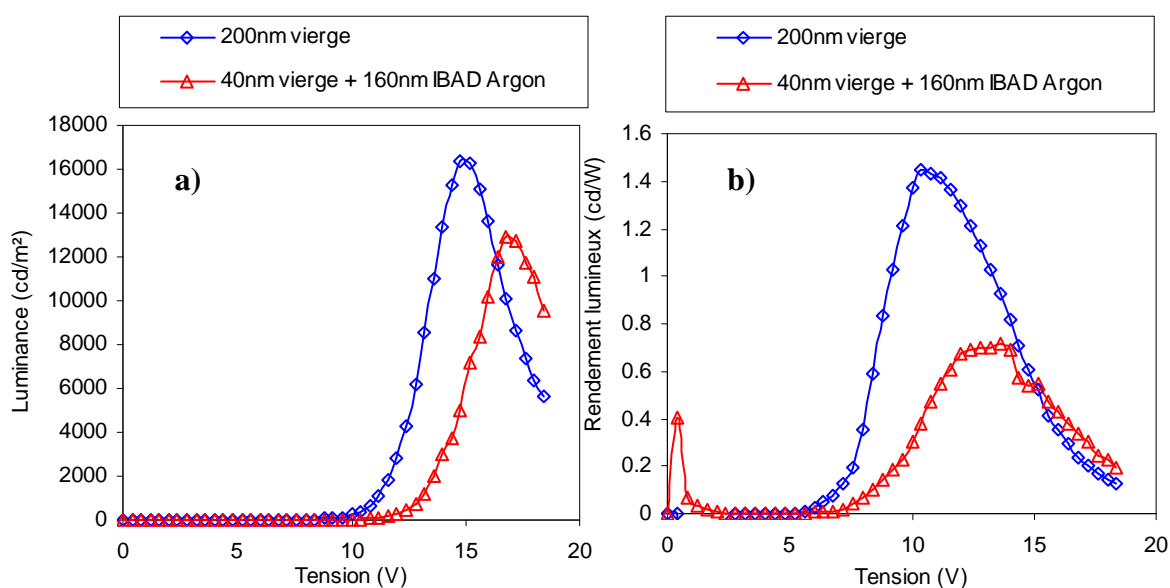 200nm vierge
40nm vierge + 160nm IBAD Argon
18000
16000
14000
12000
10000
8000
6000
4000
2000
0
Luminance (cd/m²)
a)
0
5
10
15
20
Tension (V)
200nm vierge
40nm vierge + 160nm IBAD Argon
1.6
1.4
1.2
1
0.8
0.6
0.4
0.2
0
Rendement lumineux (cd/W)
b)
0
5
10
15
20
Tension (V)